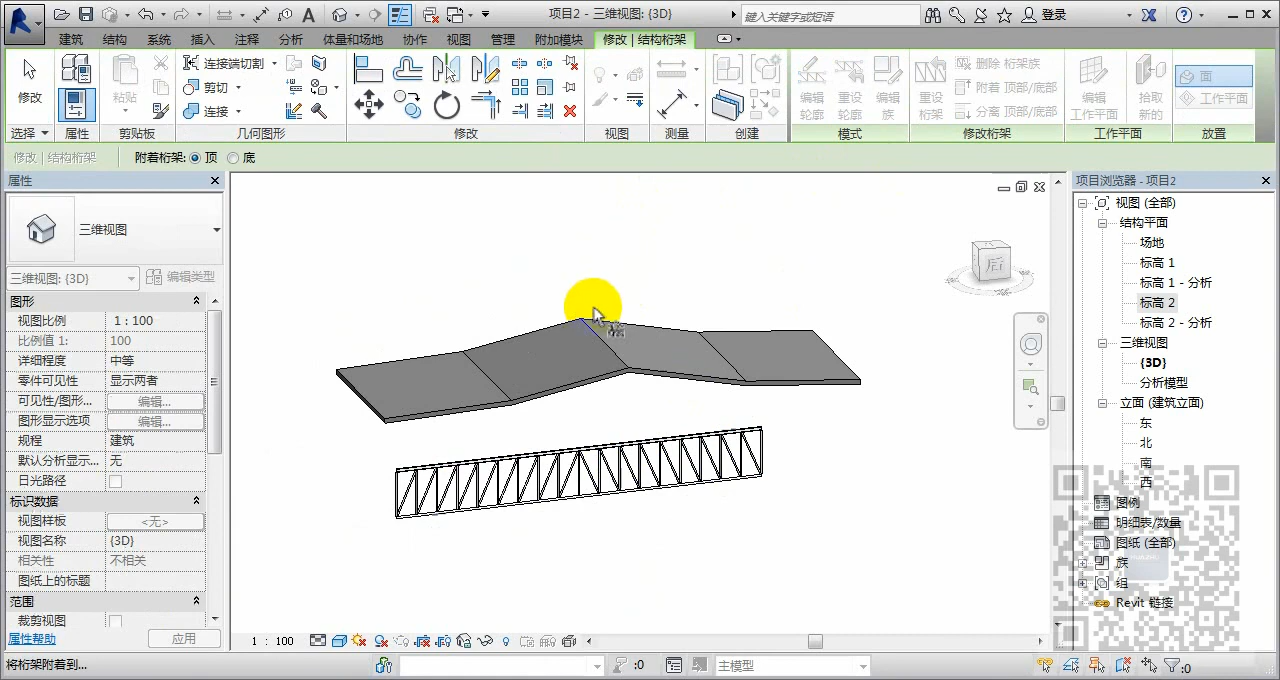 项目2 - 三维视图: {3D}
键入关键字或短语
登录
建筑 结构 系统 插入 注释 分析 体量和场地 协作 视图 管理 附加模块 修改 | 结构桁架
修改
粘贴
连接端切割
剪切
连接
编辑
轮廓
重设
轮廓
编辑
族
重设
桁架
删除 桁架族
附着 顶部/底部
分离 顶部/底部
编辑
工作平面
拾取
新的
面
工作平面
选择 属性 剪贴板 几何图形 修改 视图 测量 创建 模式 修改桁架 工作平面 放置
修改 | 结构桁架 附着桁架: 顶 底
属性
三维视图
三维视图: {3D} 编辑类型
图形
视图比例 1 : 100
比例值 1: 100
详细程度 中等
零件可见性 显示两者
可见性/图形... 编辑...
图形显示选项 编辑...
规程 建筑
默认分析显示... 无
日光路径
标识数据
视图样板 <无>
视图名称 {3D}
相关性 不相关
图纸上的标题
范围
裁剪视图
属性帮助 应用
后
项目浏览器 - 项目2
视图 (全部)
结构平面
场地
标高 1
标高 1 - 分析
标高 2
标高 2 - 分析
三维视图
{3D}
分析模型
立面 (建筑立面)
东
北
南
西
图例
明细表/数量
图纸 (全部)
族
组
Revit 链接
1 : 100
将桁架附着到...
:0
主模型
:0